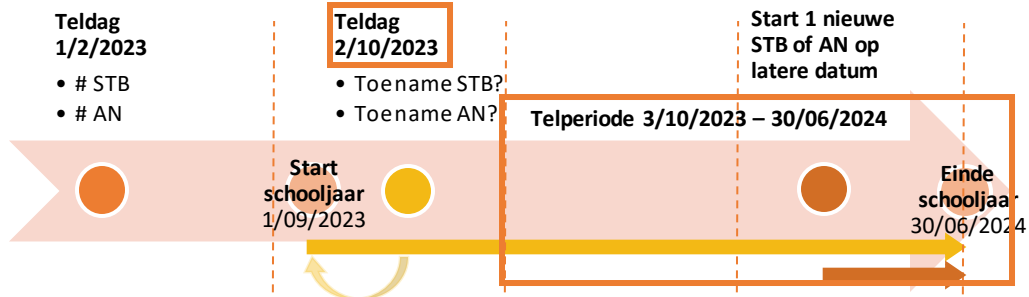 Teldag
1/2/2023
• # STB
• # AN
Teldag
2/10/2023
• Toename STB?
• Toename AN?
Start 1 nieuwe
STB of AN op
latere datum
Telperiode 3/10/2023 – 30/06/2024
Start
schooljaar
1/09/2023
Einde
schooljaar
30/06/2024